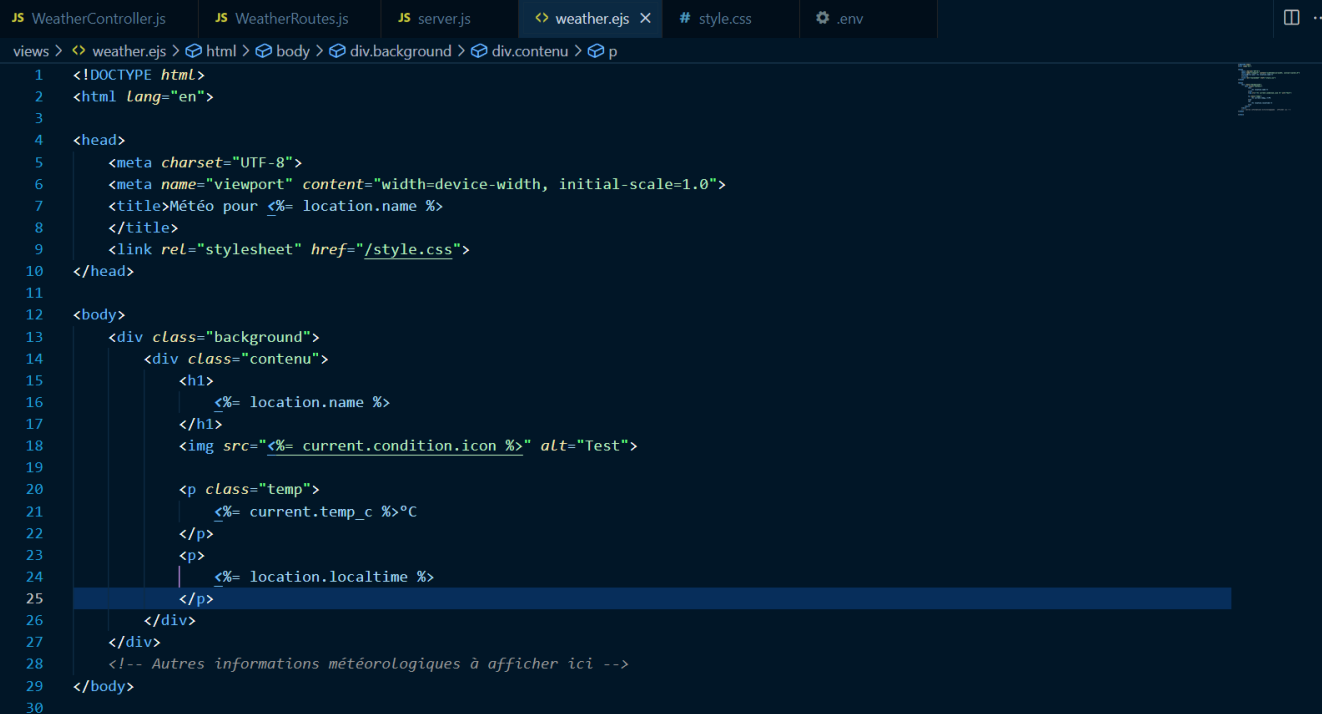 JS WeatherController.js JS WeatherRoutes.js JS server.js <> weather.ejs # style.css .env
views > <> weather.ejs > html > body > div.background > div.contenu > p
1 <!DOCTYPE html>
2 <html lang="en">
3
4 <head>
5 <meta charset="UTF-8">
6 <meta name="viewport" content="width=device-width, initial-scale=1.0">
7 <title>Météo pour <%= location.name %>
8 </title>
9 <link rel="stylesheet" href="/style.css">
10 </head>
11
12 <body>
13 <div class="background">
14 <div class="contenu">
15 <h1>
16 <%= location.name %>
17 </h1>
18 <img src="<%= current.condition.icon %>" alt="Test">
19
20 <p class="temp">
21 <%= current.temp_c %>°C
22 </p>
23 <p>
24 <%= location.localtime %>
25 </p>
26 </div>
27 </div>
28 <!-- Autres informations météorologiques à afficher ici -->
29 </body>
30